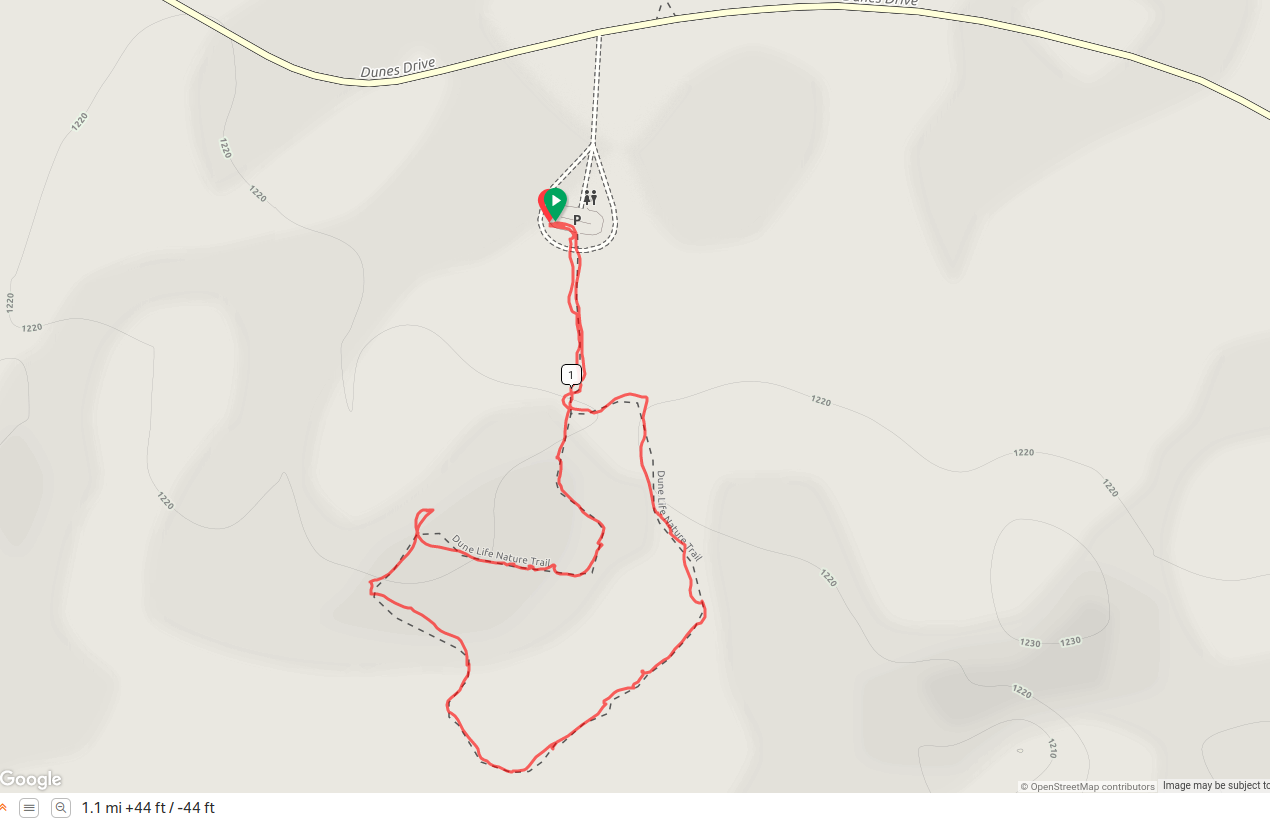 Dunes Drive
Dunes Drive
1220
1220
1220
1220
1220
P
1
1220
1220
1220
1220
Dune Life Nature Trail
Dune Life Nature Trail
1220
1230
1230
1220
1210
Google
© OpenStreetMap contributors
Image may be subject to
1.1 mi +44 ft / -44 ft